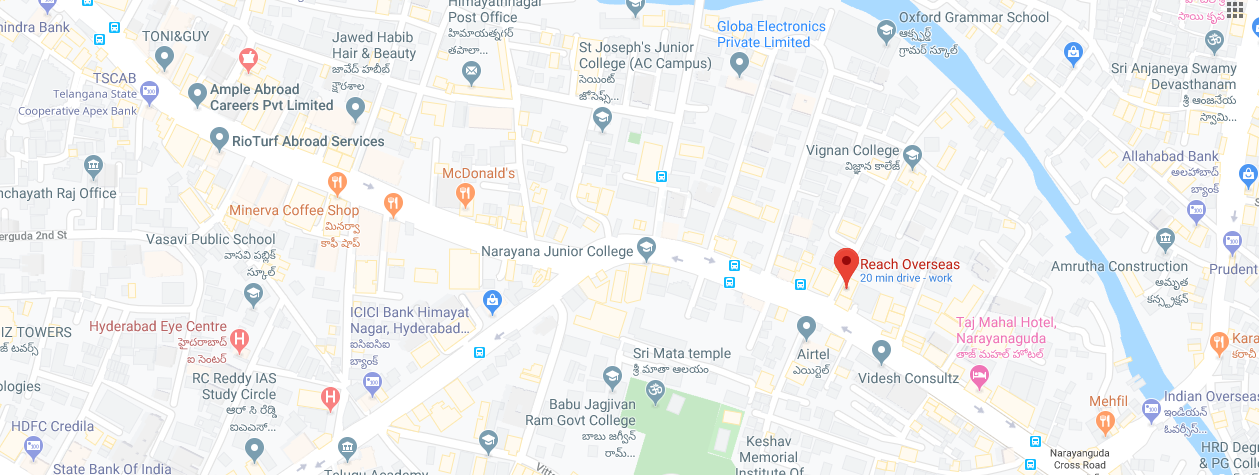 hindra Bank
TONI&GUY
Jawed Habib
Hair & Beauty
జావేద్ హబీబ్
క్షౌరశాల
Himayathnagar
Post Office
హిమాయత్నగర్
తపాలా...
St Joseph's Junior
College (AC Campus)
సెయింట్
జోసెఫ్స్...
Globa Electronics
Private Limited
Oxford Grammar School
ఆక్స్ఫర్డ్
గ్రామర్ స్కూల్
సాయి కృప
Sri Anjaneya Swamy
Devasthanam
శ్రీ ఆంజనేయ
స్వామి...
TSCAB
Telangana State
Cooperative Apex Bank
Ample Abroad
Careers Pvt Limited
RioTurf Abroad Services
Vignan College
విజ్ఞాన కాలేజ్
Allahabad Bank
అలహాబాద్
బ్యాంక్
nchayath Raj Office
McDonald's
Minerva Coffee Shop
మినర్వా
కాఫీ షాప్
erguda 2nd St
Vasavi Public School
వాసవి పబ్లిక్
స్కూల్
Narayana Junior College
Reach Overseas
20 min drive - work
Amrutha Construction
అమృత
కన్స్ట్రక్షన్
Prudent
IZ TOWERS
జ్ టవర్స్
Hyderabad Eye Centre
హైదరాబాద్
ఐ సెంటర్
ICICI Bank Himayat
Nagar, Hyderabad...
ఐసిఐసిఐ
బ్యాంక్
Taj Mahal Hotel,
Narayanaguda
తాజ్ మహల్ హోటల్
Kara
కరాచీ
Sri Mata temple
శ్రీ మాతా ఆలయం
Airtel
ఎయిర్టెల్
Videsh Consultz
ologies
RC Reddy IAS
Study Circle
ఆర్ సి రెడ్డి
ఐఎఎస్...
Babu Jagjivan
Ram Govt College
బాబు జగ్జీవన్
రామ్...
Mehfil
Indian Overseas
ఇండియన్
ఓవర్సీస్...
HDFC Credila
State Bank Of India
Telugu Academy
Keshav
Memorial
Institute Of
Narayanguda
Cross Road
HRD Deg
& PG Col